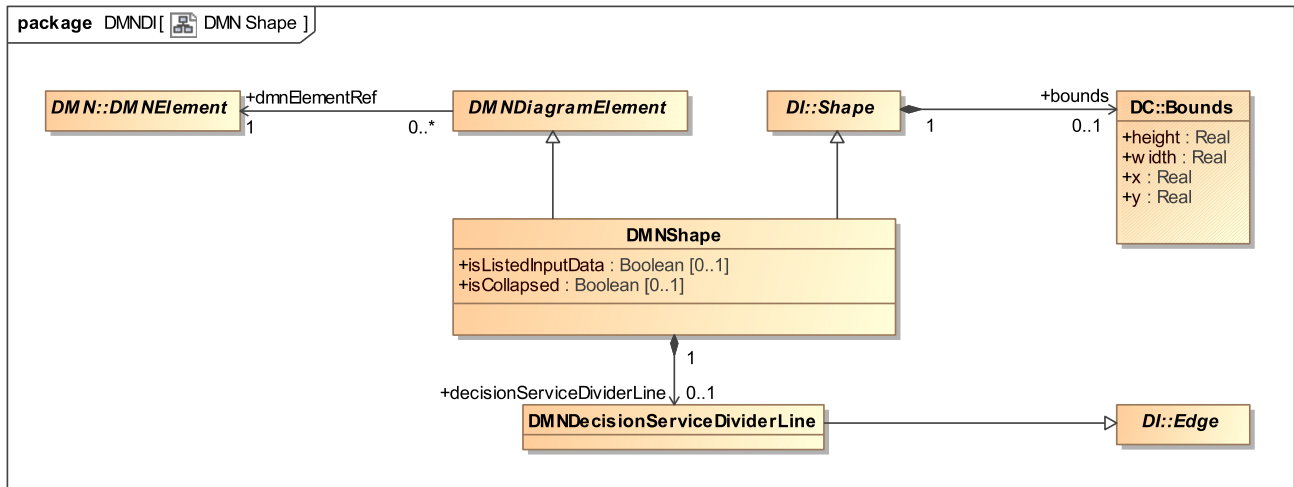 package DMNDI[ DMN Shape ]
DMN::DMNElement
+dmnElementRef
1
0..*
DMNDiagramElement
DI::Shape
1
+bounds
0..1
DC::Bounds
+height : Real
+width : Real
+x : Real
+y : Real
DMNShape
+isListedInputData : Boolean [0..1]
+isCollapsed : Boolean [0..1]
1
+decisionServiceDividerLine
0..1
DMNDecisionServiceDividerLine
DI::Edge